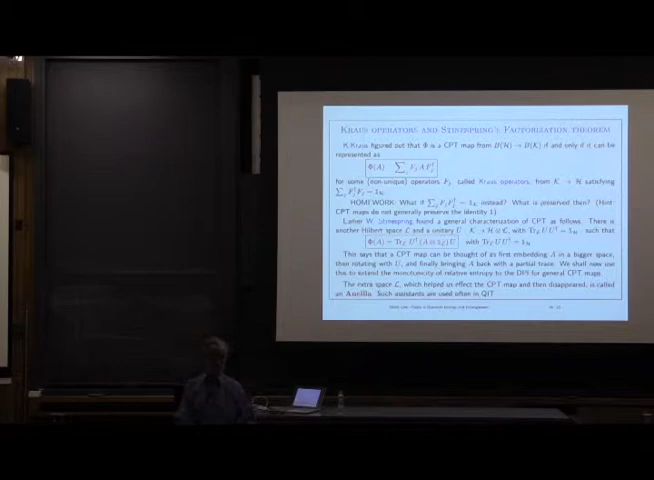 KRAUS OPERATORS AND STINESPRING'S FACTORIZATION THEOREM
K.Kraus figured out that Φ is a CPT map from B(H) → B(K) if and only if it can be
represented as
Φ(A) = ∑_j F_j A F_j^†
for some (non-unique) operators F_j called Kraus operators, from K → H satisfying
∑_j F_j^† F_j = 1_H.
HOMEWORK: What if ∑_j F_j F_j^† = 1_K instead? What is preserved then? (Hint:
CPT maps do not generally preserve the identity 1)
W. Stinespring found a general characterization of CPT as follows. There is
another Hilbert space L and a unitary U : K → H ⊗ L, with Tr_L U U^† = 1_H, such that
Φ(A) = Tr_L U^† (A ⊗ 1_L) U with Tr_L U U^† = 1_H
This says that a CPT map can be thought of as first embedding A in a bigger space,
then rotating with U, and finally bringing A back with a partial trace. We shall now use
this to extend the monotonicity of relative entropy to the DPI for general CPT maps.
The extra space L, which helped us effect the CPT map and then disappeared, is called
an Ancilla. Such assistants are used often in QIT